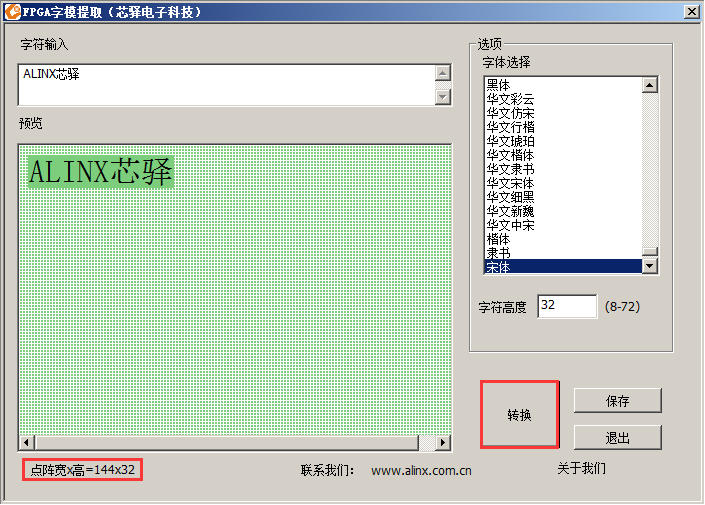 FPGA字模提取（芯驿电子科技）
字符输入
ALINX芯驿
预览
ALINX芯驿
点阵宽x高=144x32
联系我们：
www.alinx.com.cn
选项
字体选择
黑体
华文彩云
华文仿宋
华文行楷
华文琥珀
华文楷体
华文隶书
华文宋体
华文细黑
华文新魏
华文中宋
楷体
隶书
宋体
字符高度 32 (8-72)
转换
保存
退出
关于我们